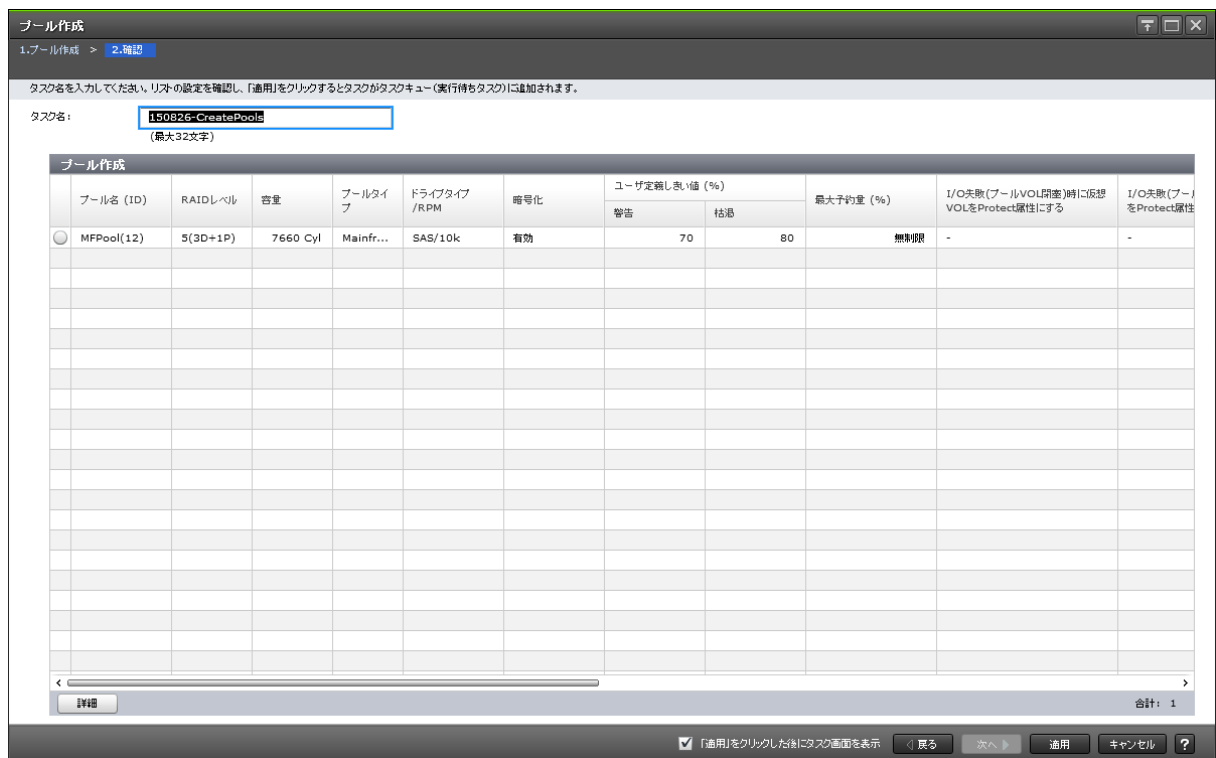 プール作成
1.プール作成 > 2.確認
タスク名を入力してください。リストの設定を確認し、「適用」をクリックするとタスクがタスクキュー(実行待ちタスク)に追加されます。
タスク名: 150826-CreatePools
(最大32文字)
プール作成
プール名 (ID) RAIDレベル 容量 プールタイプ ドライブタイプ/RPM 暗号化 ユーザ定義しきい値 (%) 最大予約量 (%) I/O失敗(プールVOL閉塞)時に仮想 I/O失敗(プール
VOLをProtect属性にする をProtect属性
警告 枯渇
MFPool(12) 5(3D+1P) 7660 Cyl Mainfr... SAS/10k 有効 70 80 無制限 - -
詳細 合計: 1
「適用」をクリックした後にタスク画面を表示 戻る 次へ 適用 キャンセル ?